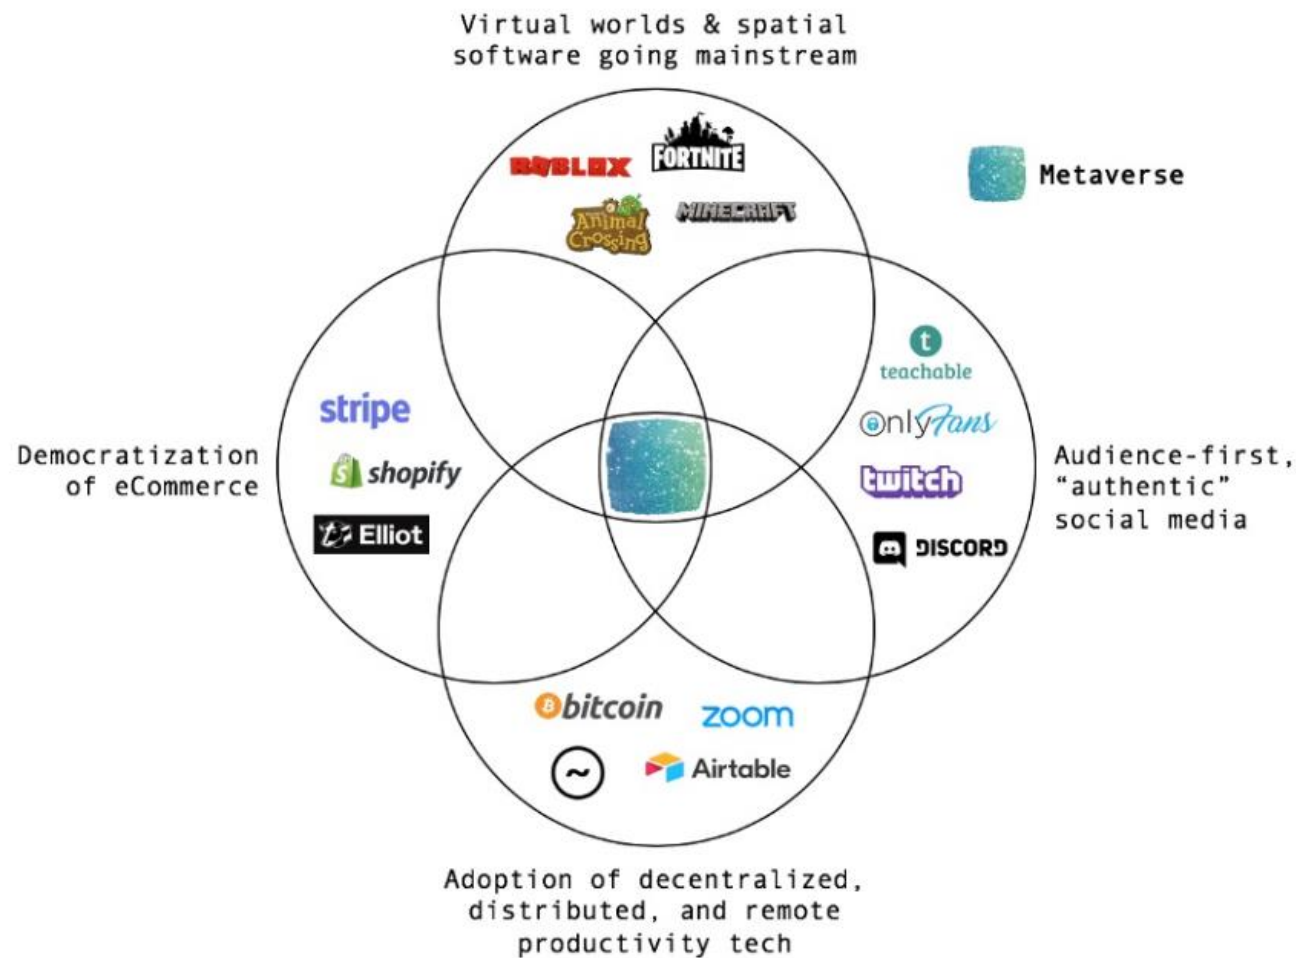 Virtual worlds & spatial
software going mainstream
ROBLOX
FORTNITE
Animal
Crossing
MINECRAFT
Metaverse
t
teachable
OnlyFans
twitch
DISCORD
stripe
shopify
Elliot
Democratization
of eCommerce
Audience-first,
“authentic”
social media
bitcoin
zoom
~
Airtable
Adoption of decentralized,
distributed, and remote
productivity tech